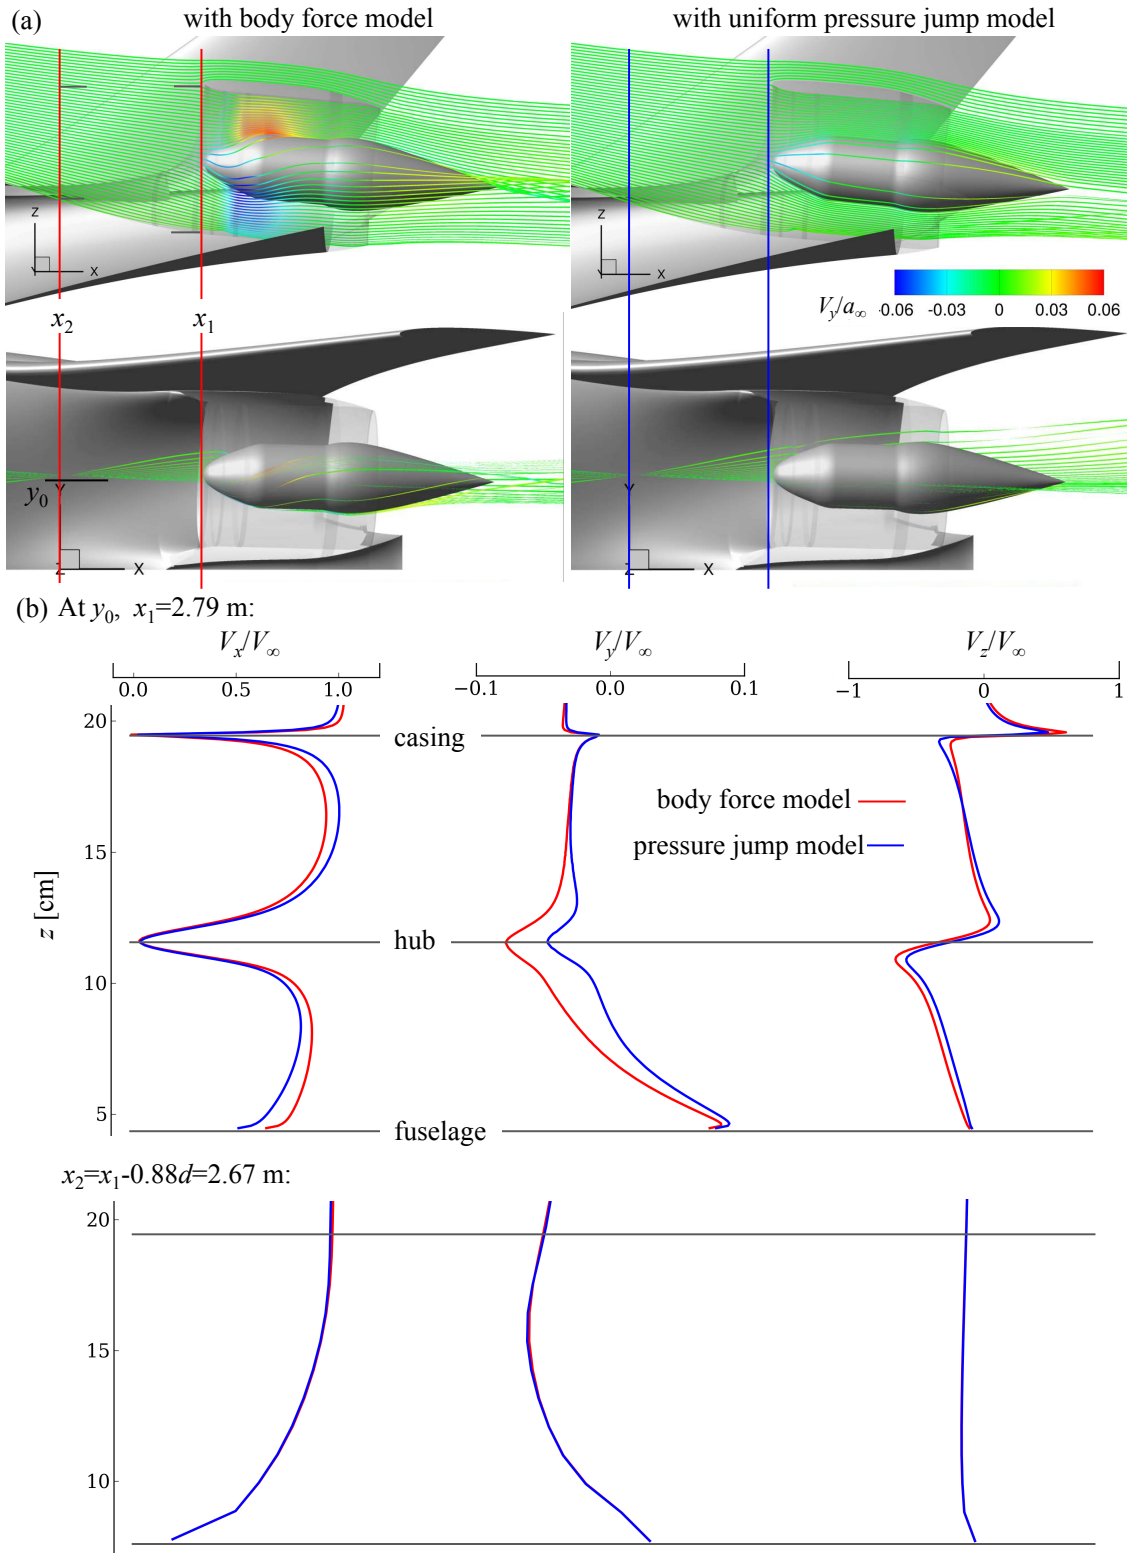 (a)
with body force model
with uniform pressure jump model
z
x
z
x
V_y/a_∞
-0.06 -0.03 0 0.03 0.06
x_2
x_1
y_0
Y
z
x
Y
Z
x
(b) At y_0, x_1=2.79 m:
V_x/V_∞
V_y/V_∞
V_z/V_∞
0.0 0.5 1.0
−0.1 0.0 0.1
−1 0 1
20
casing
body force model
pressure jump model
15
z [cm]
hub
10
5
fuselage
x_2=x_1-0.88d=2.67 m:
20
15
10